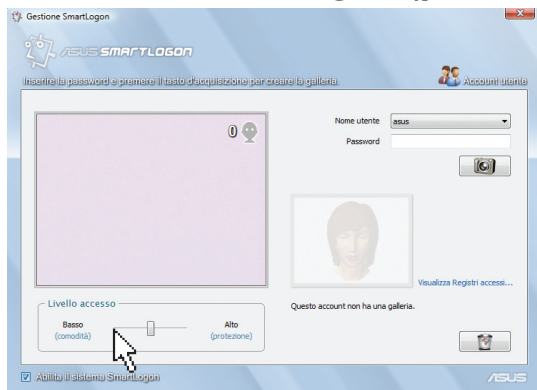 Gestione SmartLogon
ASUS SMARTLOGON
Inserire la password e premere il tasto d'acquisizione per creare la galleria.
Account utente
0
Nome utente asus
Password
Visualizza Registri accessi...
Questo account non ha una galleria.
Livello accesso
Basso Alto
(comodità) (protezione)
Abilita il sistema SmartLogon
ASUS